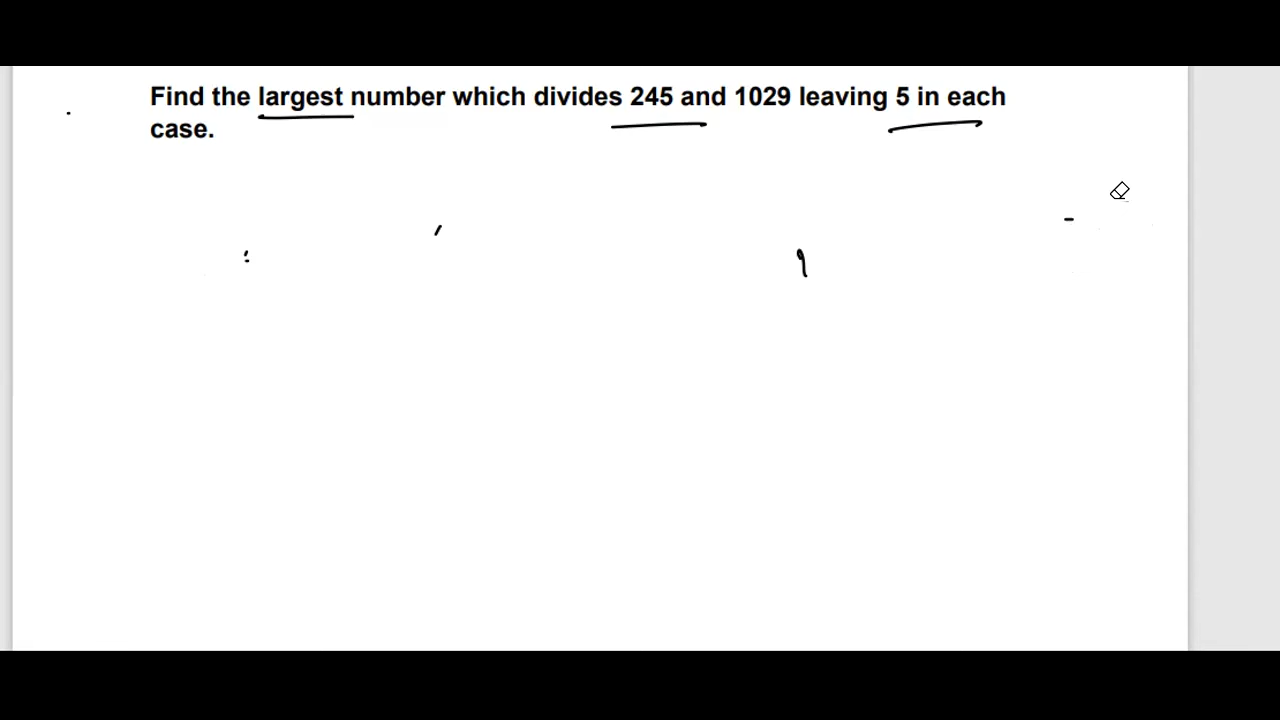 Find the largest number which divides 245 and 1029 leaving 5 in each
case.